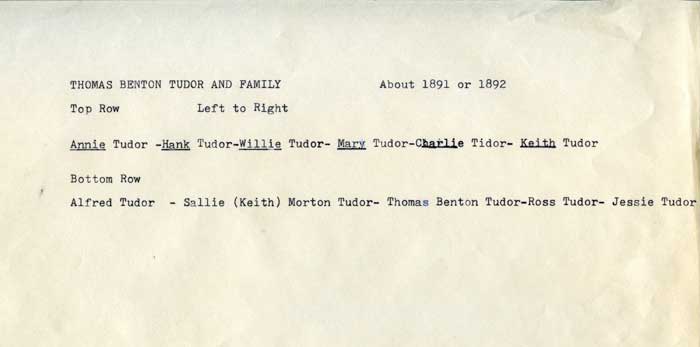 THOMAS BENTON TUDOR AND FAMILY About 1891 or 1892
Top Row Left to Right
Annie Tudor -Hank Tudor-Willie Tudor- Mary Tudor-Charlie Tidor- Keith Tudor
Bottom Row
Alfred Tudor - Sallie (Keith) Morton Tudor- Thomas Benton Tudor-Ross Tudor- Jessie Tudor